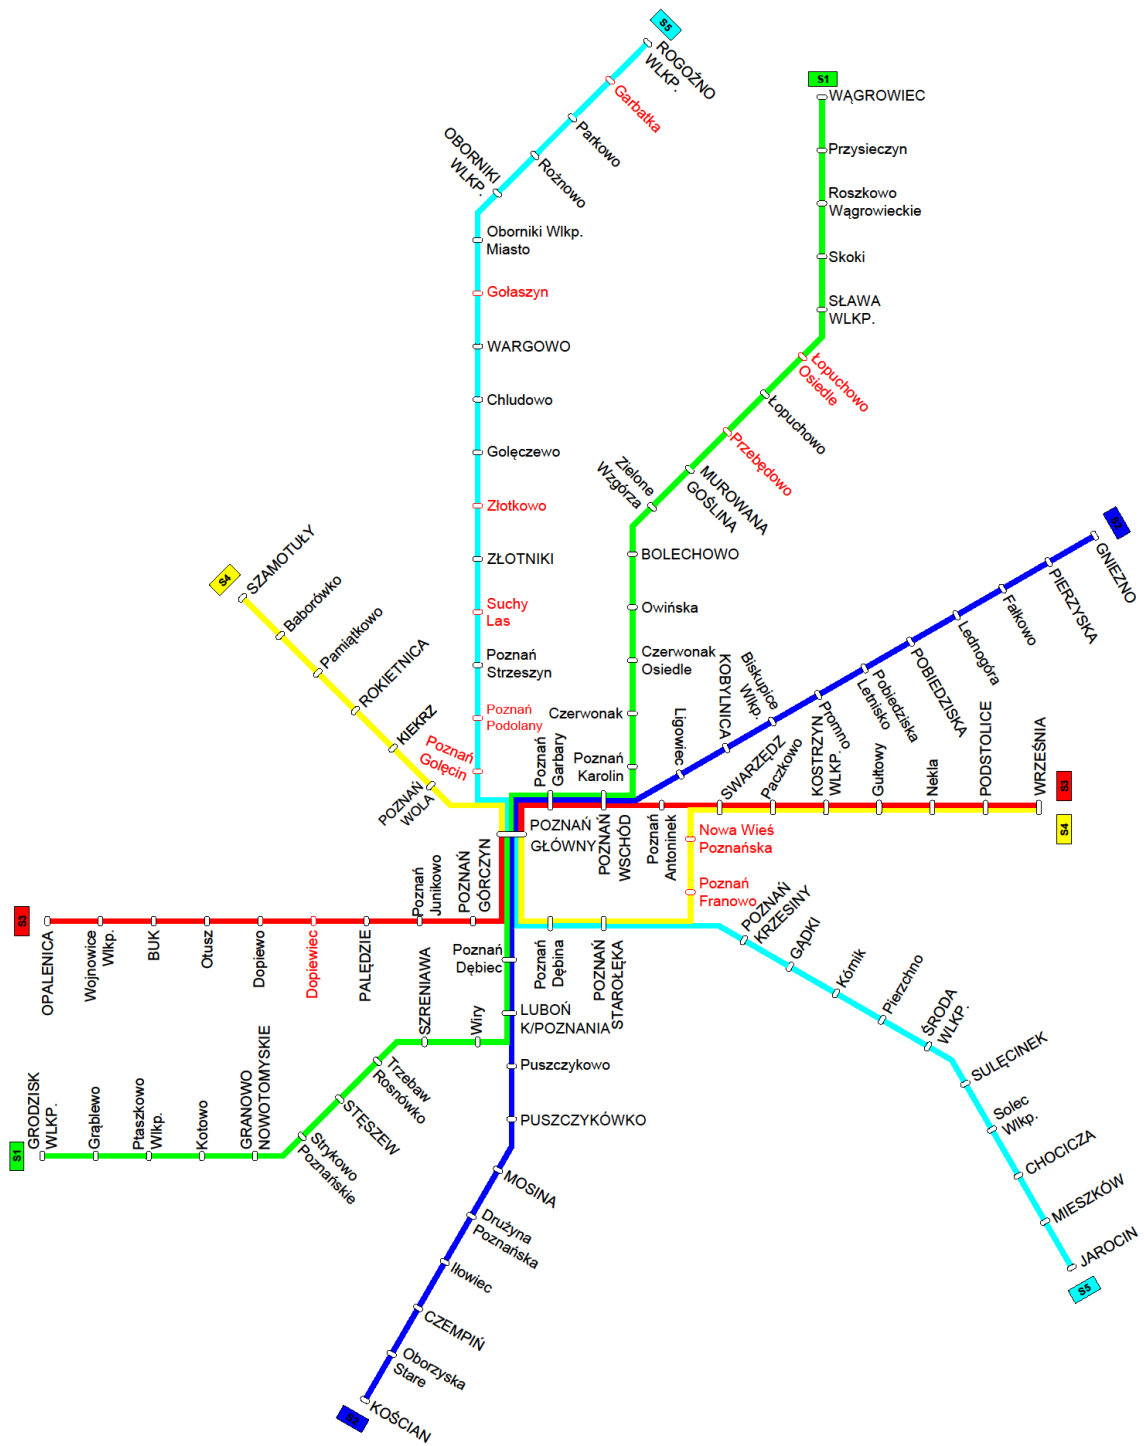 S5
ROGOŹNO
WLKP.
Garbatka
Parkowo
Rożnowo
OBORNIKI
WLKP.
Oborniki Wlkp.
Miasto
Gołaszyn
WARGOWO
Chludowo
Golęczewo
Złotkowo
ZŁOTNIKI
Suchy
Las
Poznań
Strzeszyn
Poznań
Podolany
Poznań
Golęcin
S1
WĄGROWIEC
Przysieczyn
Roszkowo
Wągrowieckie
Skoki
SŁAWA
WLKP.
Łopuchowo
Osiedle
Łopuchowo
Przebędowo
MUROWANA
GOŚLINA
Zielone
Wzgórza
BOLECHOWO
Owińska
Czerwonak
Osiedle
Czerwonak
Poznań
Karolin
S2
GNIEZNO
PIERZYSKA
Fałkowo
Lednogóra
POBIEDZISKA
Pobiedziska
Letnisko
Promno
Biskupice
Wlkp.
KOBYLNICA
Ligowiec
S4
SZAMOTUŁY
Baborówko
Pamiątkowo
ROKIETNICA
KIEKRZ
POZNAŃ
WOLA
Poznań
Garbary
POZNAŃ
WSCHÓD
POZNAŃ
GŁÓWNY
Poznań
Antoninek
SWARZĘDZ
Paczkowo
KOSTRZYN
WLKP.
Gułtowy
Nekla
PODSTOLICE
WRZEŚNIA
S3
S4
Nowa Wieś
Poznańska
Poznań
Franowo
S3
OPALENICA
Wojnowice
Wlkp.
BUK
Otusz
Dopiewo
Dopiewiec
PALĘDZIE
Poznań
Junikowo
POZNAŃ
GÓRCZYN
Poznań
Dębina
POZNAŃ
STAROŁĘKA
POZNAŃ
KRZESINY
GĄDKI
Kórnik
Pierzchno
ŚRODA
WLKP.
SULĘCINEK
Solec
Wlkp.
CHOCICZA
MIESZKÓW
JAROCIN
S5
Poznań
Dębiec
LUBOŃ
K/POZNANIA
Wiry
SZRENIAWA
Trzebaw
Rosnówko
STĘSZEW
Strykowo
Poznańskie
GRANOWO
NOWOTOMYSKIE
Kotowo
Ptaszkowo
Wlkp.
Grąblewo
GRODZISK
WLKP.
S1
Puszczykowo
PUSZCZYKÓWKO
MOSINA
Drużyna
Poznańska
Iłowiec
CZEMPIŃ
Oborzyska
Stare
KOŚCIAN
S2